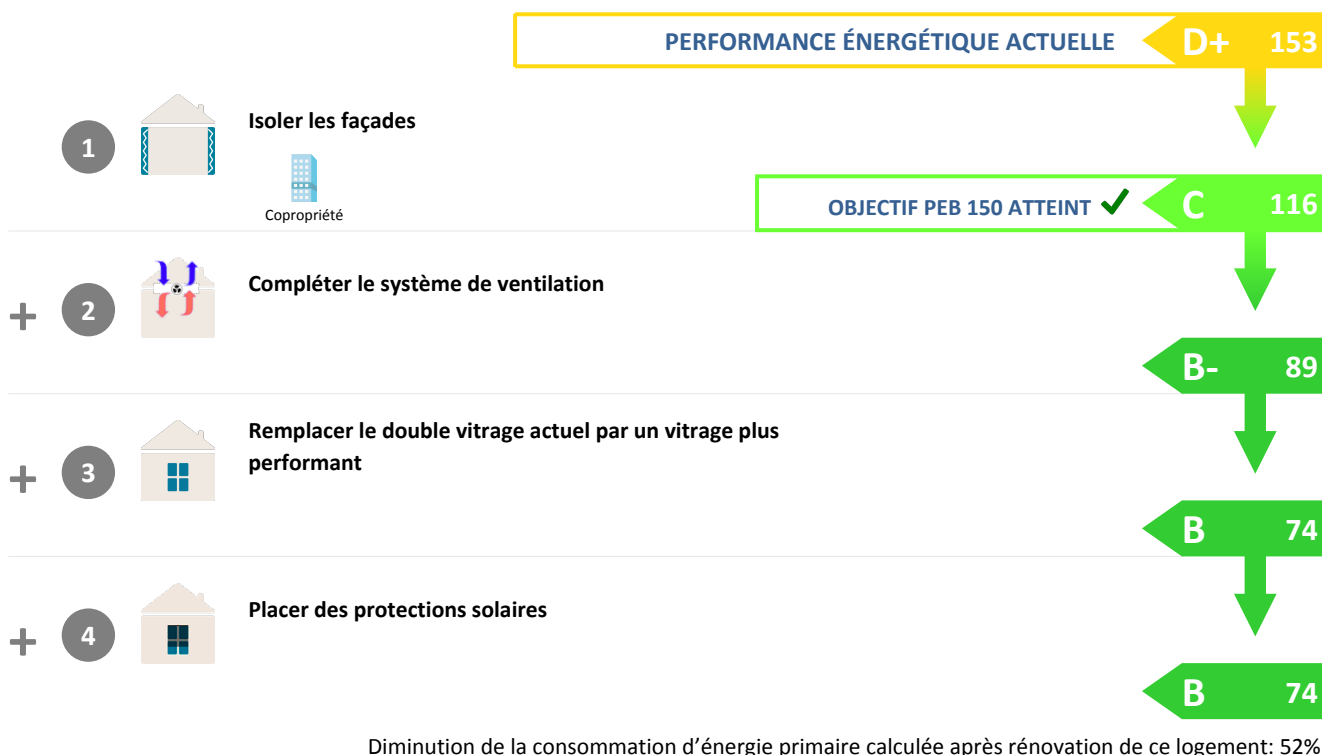 PERFORMANCE ÉNERGÉTIQUE ACTUELLE D+ 153
1 Isoler les façades
Copropriété
OBJECTIF PEB 150 ATTEINT ✔ C 116
+ 2 Compléter le système de ventilation
B- 89
+ 3 Remplacer le double vitrage actuel par un vitrage plus
performant
B 74
+ 4 Placer des protections solaires
B 74
Diminution de la consommation d’énergie primaire calculée après rénovation de ce logement: 52%